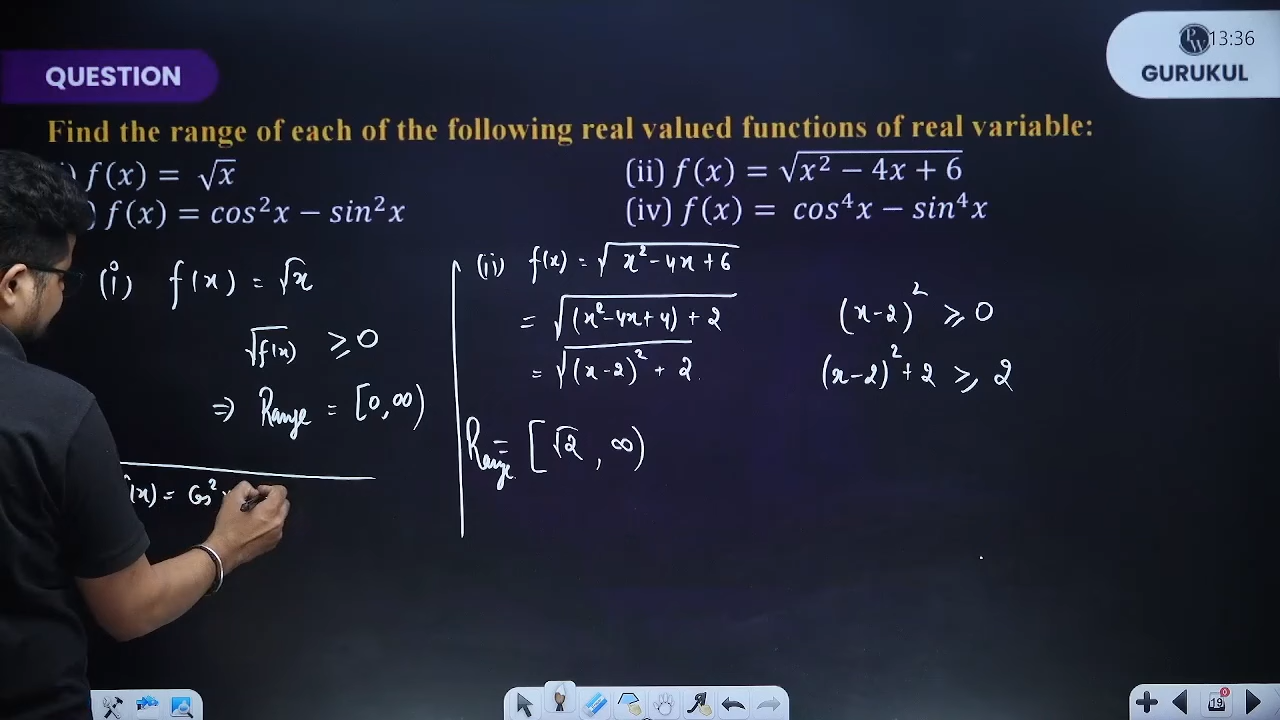 13:36
GURUKUL
QUESTION
Find the range of each of the following real valued functions of real variable:
) f(x) = √x
(ii) f(x) = √(x² − 4x + 6)
) f(x) = cos²x − sin²x
(iv) f(x) = cos⁴x − sin⁴x
(i) f(x) = √x
√f(x) ≥ 0
⇒ Range = [0, ∞)
(x) = Cos²
(ii) f(x) = √(x² − 4x + 6)
= √((x² − 4x + 4) + 2)
= √((x − 2)² + 2)
Range = [√2, ∞)
(x − 2)² ≥ 0
(x − 2)² + 2 ≥, 2
19